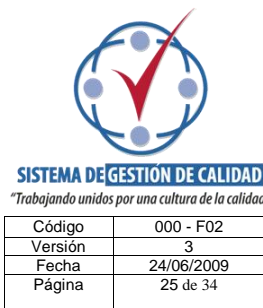 SISTEMA DE GESTIÓN DE CALIDAD
"Trabajando unidos por una cultura de la calidad
Código 000 - F02
Versión 3
Fecha 24/06/2009
Página 25 de 34